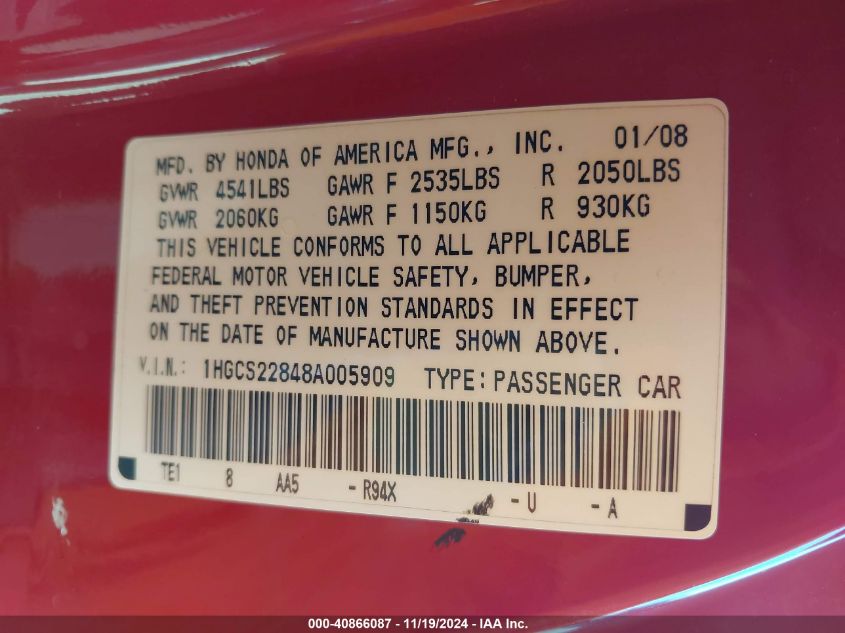 MFD. BY HONDA OF AMERICA MFG., INC. 01/08
GVWR 4541LBS GAWR F 2535LBS R 2050LBS
GVWR 2060KG GAWR F 1150KG R 930KG
THIS VEHICLE CONFORMS TO ALL APPLICABLE
FEDERAL MOTOR VEHICLE SAFETY, BUMPER,
AND THEFT PREVENTION STANDARDS IN EFFECT
ON THE DATE OF MANUFACTURE SHOWN ABOVE.
V.I.N.: 1HGCS22848A005909 TYPE:PASSENGER CAR
TE1 8 AA5 - R94X - U - A
000-40866087 - 11/19/2024 - IAA Inc.